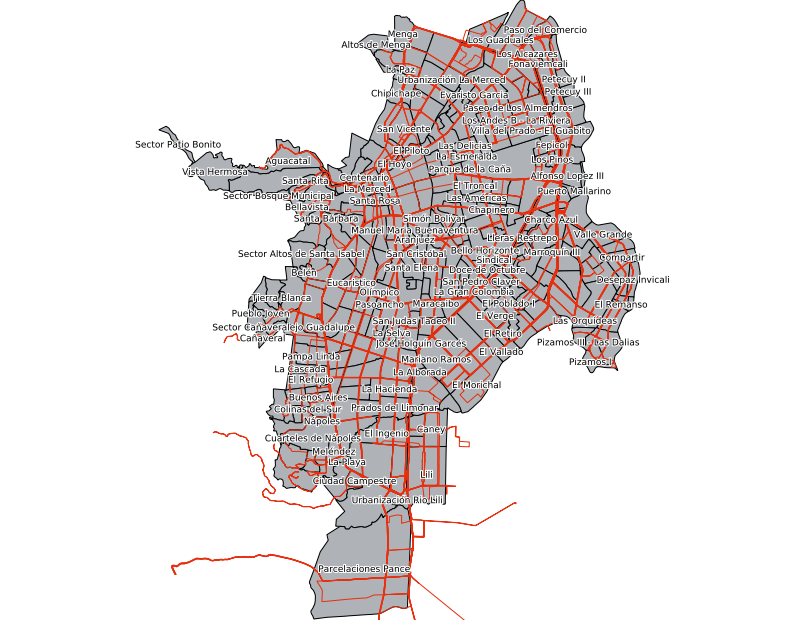 Paso del Comercio
Menga
Los Guaduales
Altos de Menga
Los Alcazares
Fonaviemcali
La Paz
Urbanización La Merced
Petecuy II
Chipichape
Evaristo García
Petecuy III
Paseo de Los Almendros
Los Andes B - La Riviera
San Vicente
Villa del Prado - El Guabito
Sector Patio Bonito
Las Delicias
Fepicol
El Piloto
La Esmeralda
Aguacatal
El Hoyo
Los Pinos
Vista Hermosa
Parque de la Caña
Centenario
Alfonso Lopez III
Santa Rita
La Merced
El Troncal
Puerto Mallarino
Sector Bosque Municipal
Santa Rosa
Las Américas
Bellavista
Chapinero
Santa Bárbara
Simón Bolivar
Charco Azul
Manuel María Buenaventura
Valle Grande
Aranjuez
Lleras Restrepo
Sector Altos de Santa Isabel
San Cristóbal
Bello Horizonte
Marroquín III
Compartir
Sindical
Belén
Santa Elena
Doce de Octubre
Desepaz Invicali
Eucarístico
San Pedro Claver
Olímpico
La Gran Colombia
Tierra Blanca
Pasoancho
Maracaibo
El Poblado I
El Remanso
Pueblo Joven
El Vergel
Sector Cañaveralejo Guadalupe
San Judas Tadeo II
Las Orquídeas
Cañaveral
La Selva
El Retiro
José Holguín Garcés
Pizamos III - Las Dalias
Pampa Linda
Mariano Ramos
El Vallado
Pizamos I
La Cascada
La Alborada
El Refugio
El Morichal
La Hacienda
Buenos Aires
Colinas del Sur
Prados del Limonar
Nápoles
El Ingenio
Caney
Cuarteles de Nápoles
Meléndez
La Playa
Lili
Ciudad Campestre
Urbanización Río Lili
Parcelaciones Pance